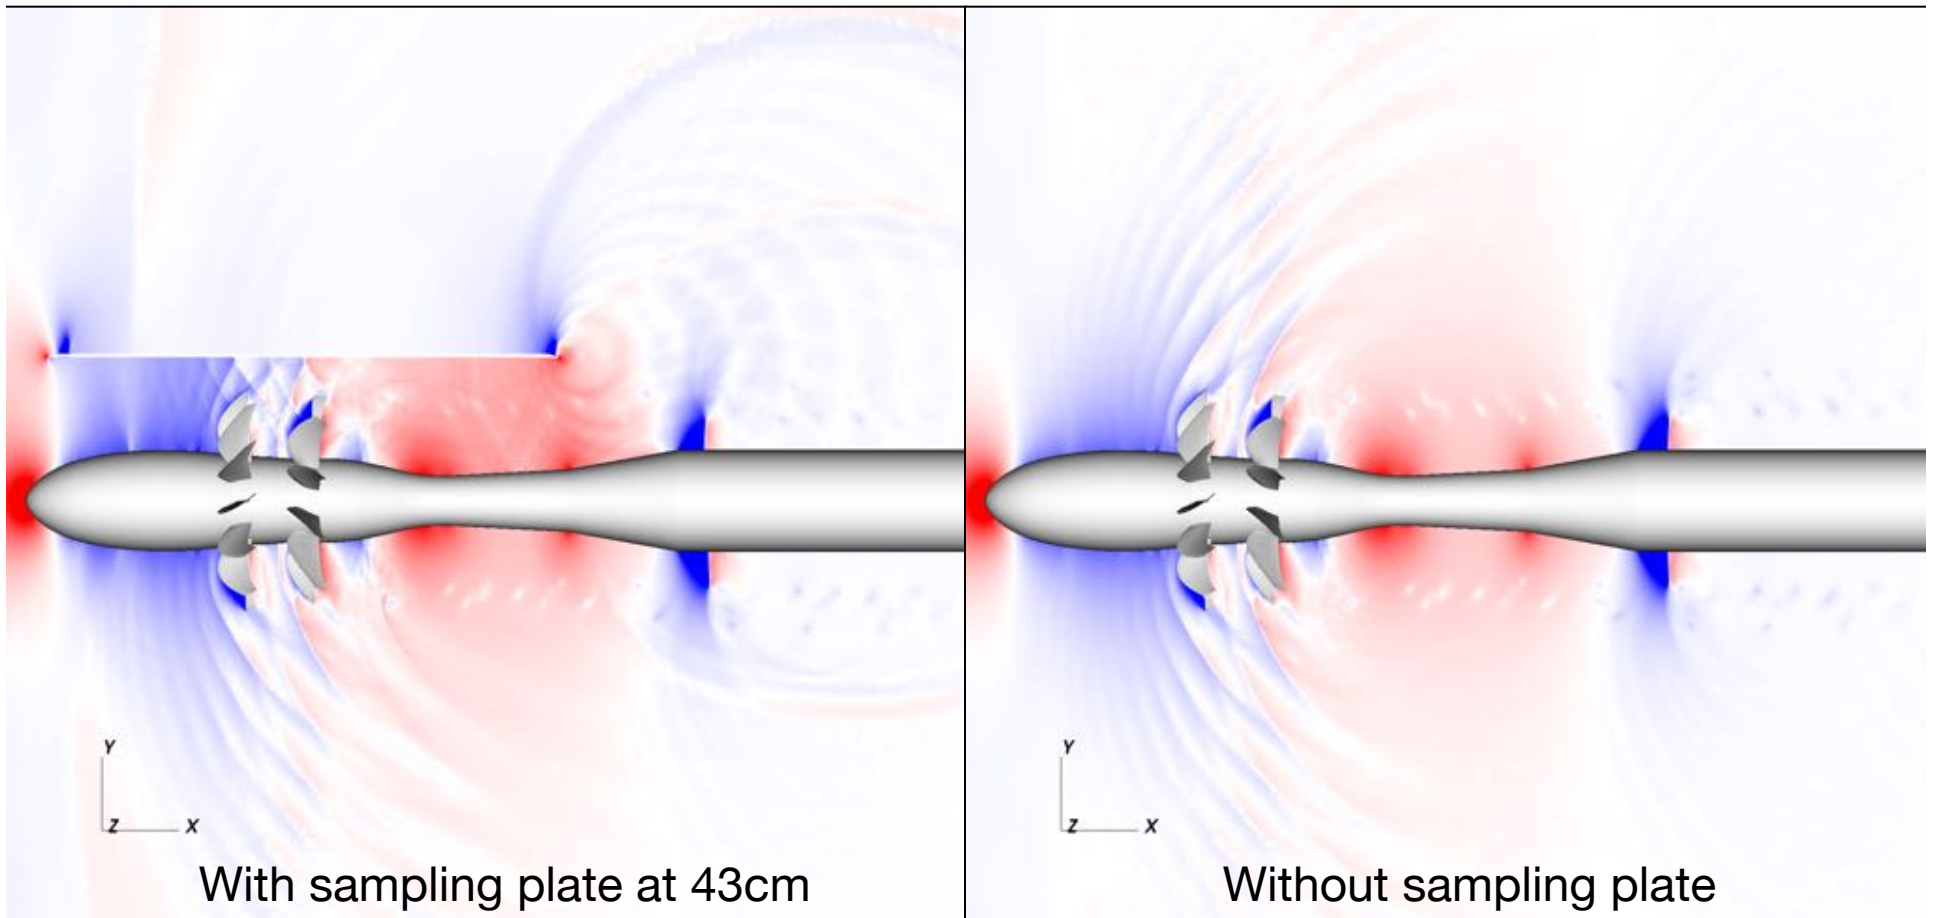 Y
Z X
With sampling plate at 43cm
Y
Z X
Without sampling plate